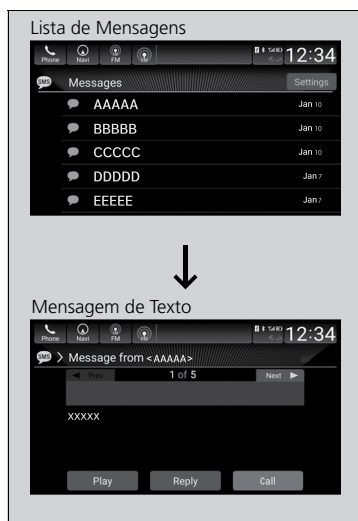 Lista de Mensagens
Phone Navi FM 12:34
SMS Messages Settings
AAAAA Jan 10
BBBBB Jan 10
CCCCC Jan 10
DDDDD Jan 7
EEEEE Jan 7
Mensagem de Texto
Phone Navi FM 12:34
SMS > Message from <AAAAA>
Prev 1 of 5 Next
xxxxx
Play Reply Call